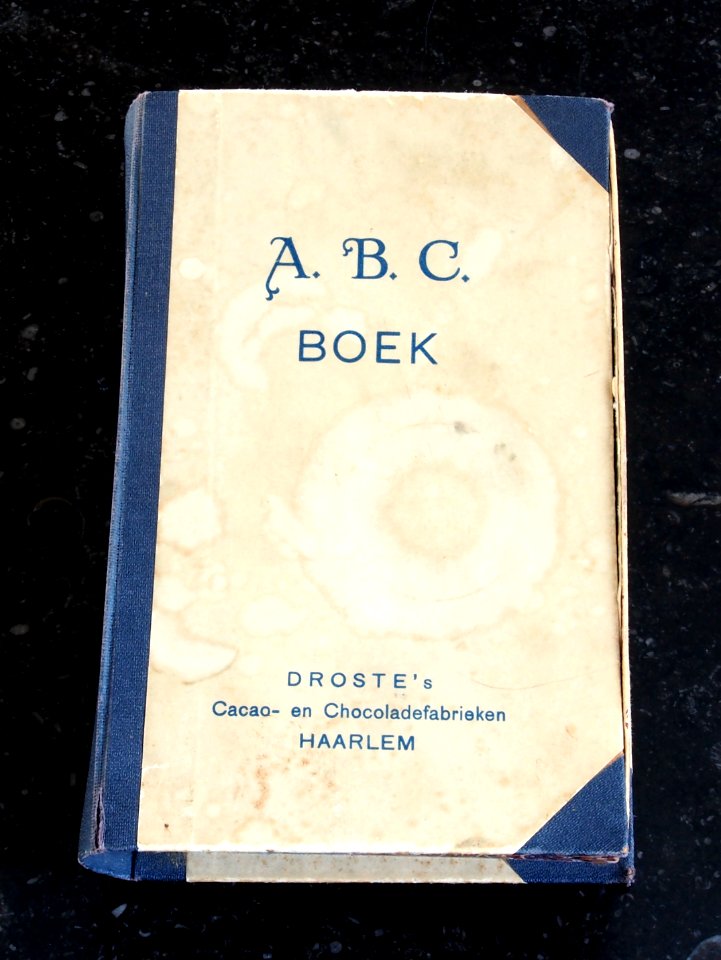 A. B. C.
BOEK
DROSTE's
Cacao- en Chocoladefabrieken
HAARLEM